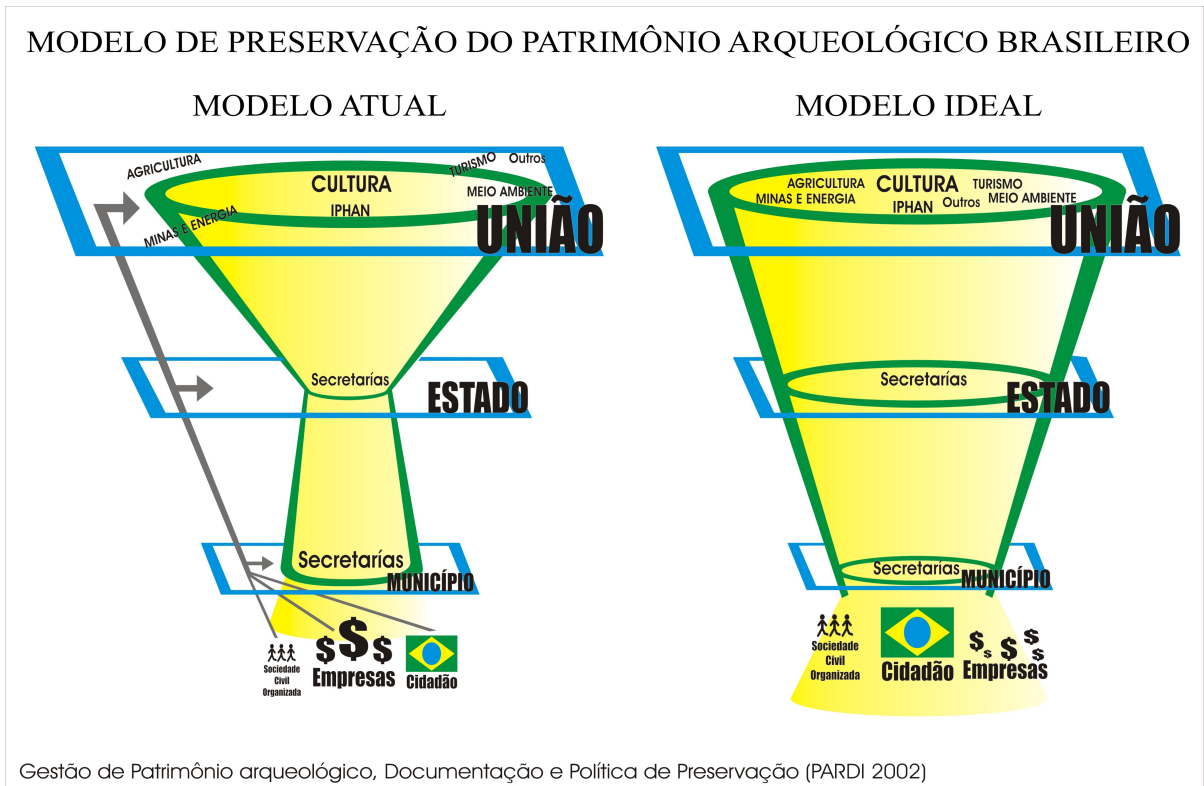 MODELO DE PRESERVAÇÃO DO PATRIMÔNIO ARQUEOLÓGICO BRASILEIRO
MODELO ATUAL
AGRICULTURA
TURISMO
Outros
CULTURA
MEIO AMBIENTE
IPHAN
MINAS E ENERGIA
UNIÃO
Secretarías
ESTADO
Secretarías
MUNICÍPIO
Sociedade
Civil
Organizada
$$$
Empresas
Cidadão
MODELO IDEAL
AGRICULTURA
CULTURA
TURISMO
MINAS E ENERGIA
IPHAN
Outros
MEIO AMBIENTE
UNIÃO
Secretarías
ESTADO
Secretarías
MUNICÍPIO
Sociedade
Civil
Organizada
Cidadão
$$$$$
Empresas
Gestão de Patrimônio arqueológico, Documentação e Política de Preservação (PARDI 2002)